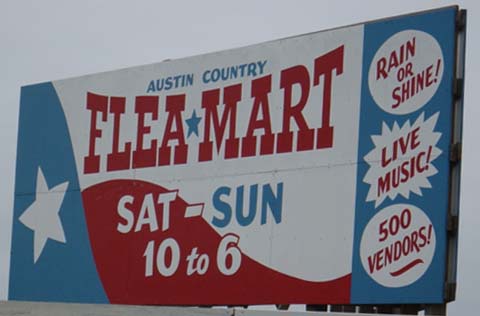 AUSTIN COUNTRY
FLEA★MART
SAT - SUN
10 to 6
RAIN
OR
SHINE!
LIVE
MUSIC!
500
VENDORS!